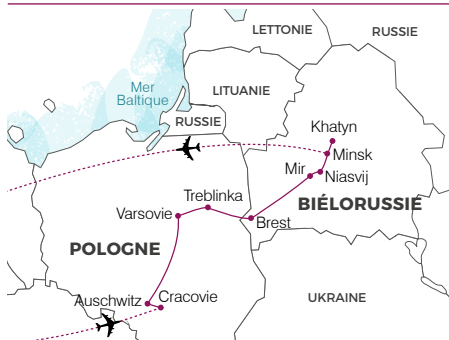 LETTONIE
RUSSIE
Mer
Baltique
LITUANIE
RUSSIE
Khatyn
Minsk
Mir
Niasvij
Treblinka
BIÉLORUSSIE
Varsovie
Brest
POLOGNE
Auschwitz
Cracovie
UKRAINE